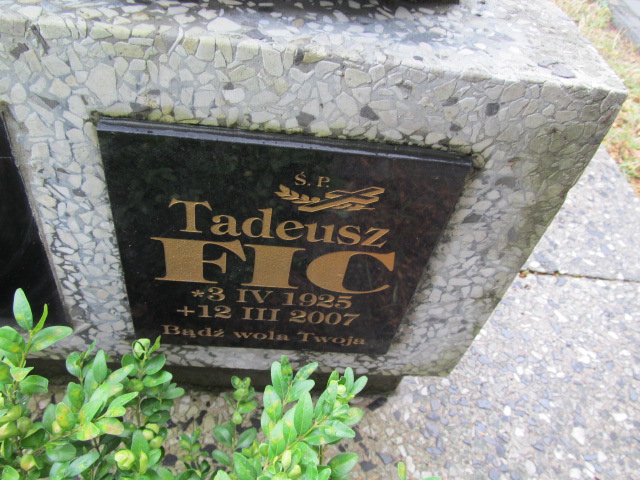 Ś. P.
Tadeusz
FIC
*3 IV 1925
+12 III 2007
Bądź wola Twoja